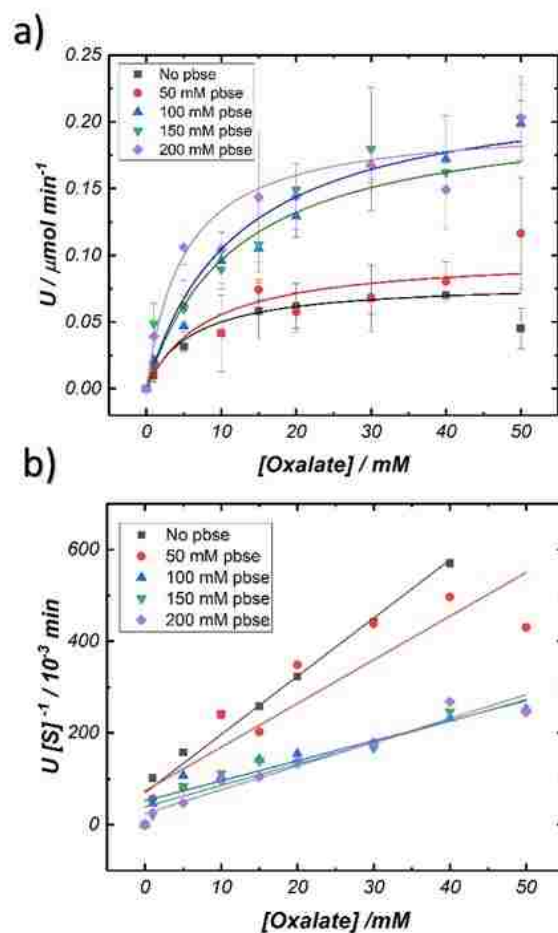 a)
0.25
0.20
0.15
0.10
0.05
0.00
U / μmol min⁻¹
No pbse
50 mM pbse
100 mM pbse
150 mM pbse
200 mM pbse
0 10 20 30 40 50
[Oxalate] / mM
b)
600
400
200
0
U [S]⁻¹ / 10⁻³ min
No pbse
50 mM pbse
100 mM pbse
150 mM pbse
200 mM pbse
0 10 20 30 40 50
[Oxalate] /mM